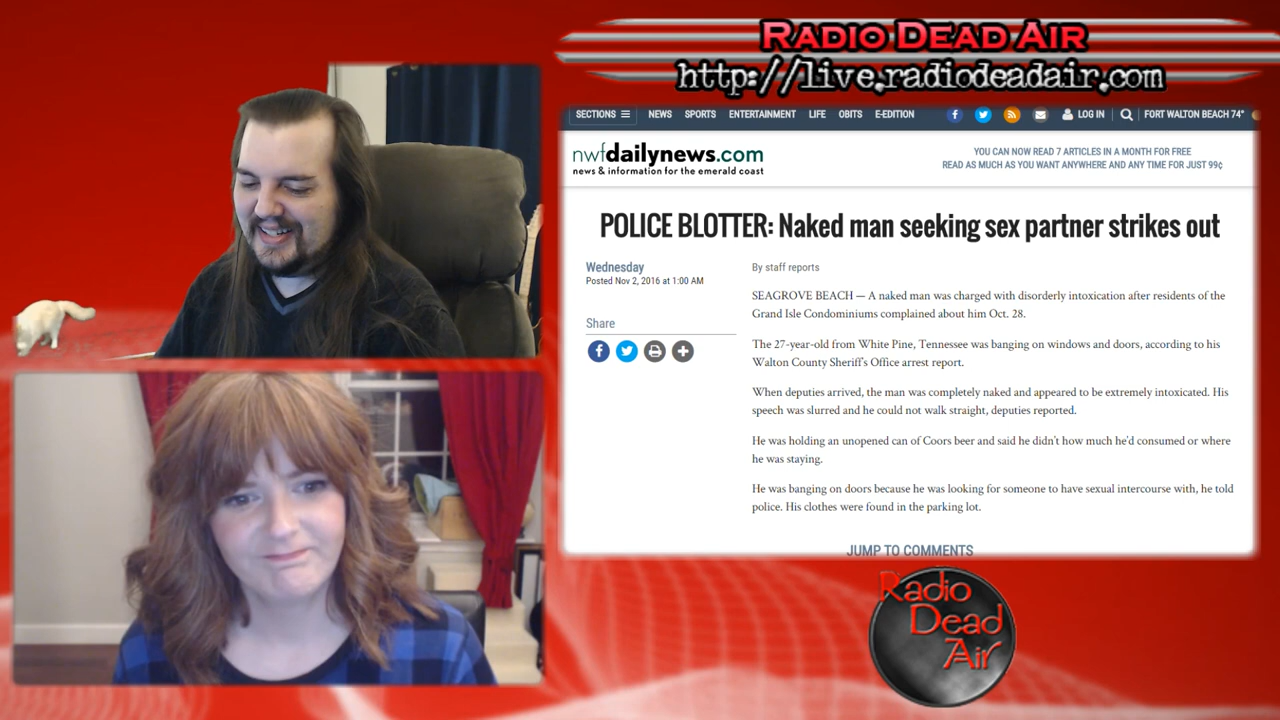 RADIO DEAD AIR
http://live.radiodeadair.com
SECTIONS NEWS SPORTS ENTERTAINMENT LIFE OBITS E-EDITION LOG IN FORT WALTON BEACH 74°
nwfdailynews.com
news & information for the emerald coast
YOU CAN NOW READ 7 ARTICLES IN A MONTH FOR FREE
READ AS MUCH AS YOU WANT ANYWHERE AND ANY TIME FOR JUST 99¢
POLICE BLOTTER: Naked man seeking sex partner strikes out
Wednesday
Posted Nov 2, 2016 at 1:00 AM
Share
By staff reports
SEAGROVE BEACH — A naked man was charged with disorderly intoxication after residents of the
Grand Isle Condominiums complained about him Oct. 28.
The 27-year-old from White Pine, Tennessee was banging on windows and doors, according to his
Walton County Sheriff's Office arrest report.
When deputies arrived, the man was completely naked and appeared to be extremely intoxicated. His
speech was slurred and he could not walk straight, deputies reported.
He was holding an unopened can of Coors beer and said he didn't how much he'd consumed or where
he was staying.
He was banging on doors because he was looking for someone to have sexual intercourse with, he told
police. His clothes were found in the parking lot.
JUMP TO COMMENTS
Radio
Dead
Air